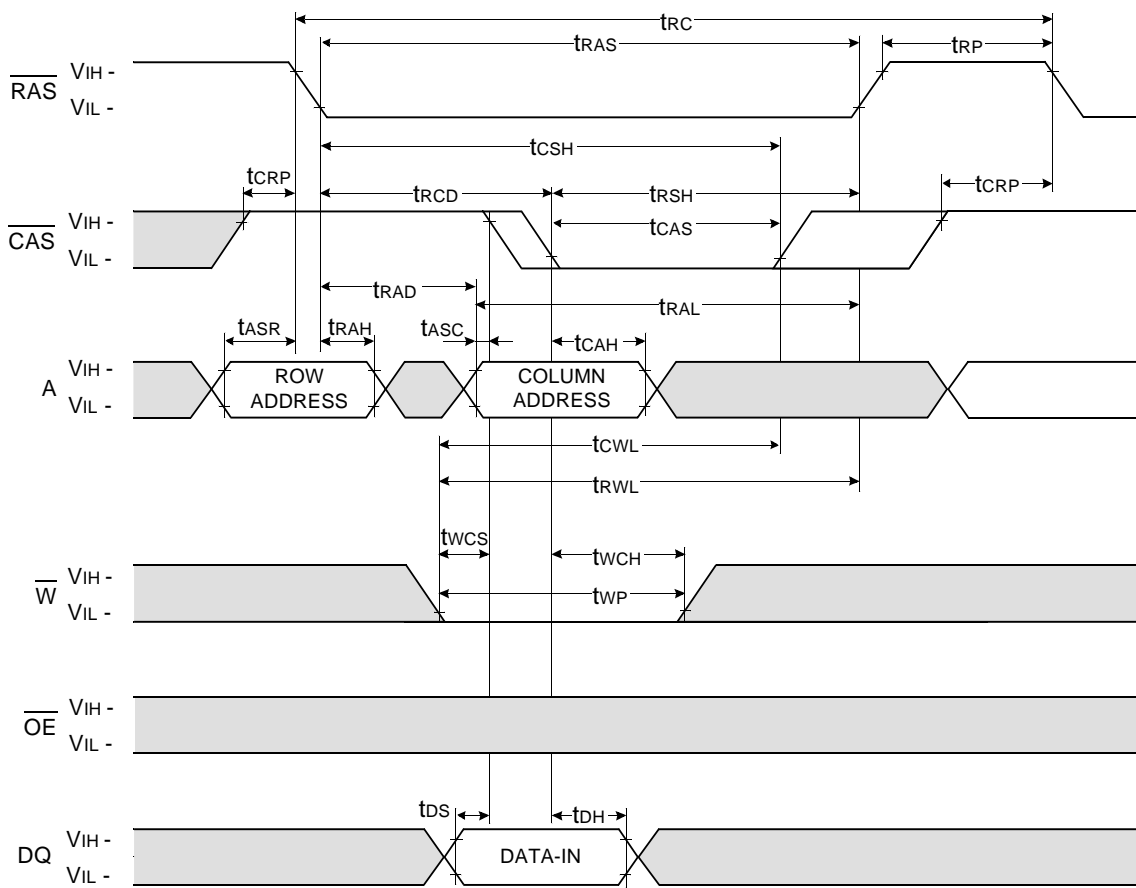 tRC
tRAS
tRP
RAS
VIH -
VIL -
tCSH
tCRP
tRCD
tRSH
tCRP
CAS
VIH -
VIL -
tCAS
tRAD
tRAL
tASR
tRAH
tASC
tCAH
A
VIH -
VIL -
ROW
ADDRESS
COLUMN
ADDRESS
tCWL
tRWL
tWCS
tWCH
W
VIH -
VIL -
tWP
OE
VIH -
VIL -
tDS
tDH
DQ
VIH -
VIL -
DATA-IN